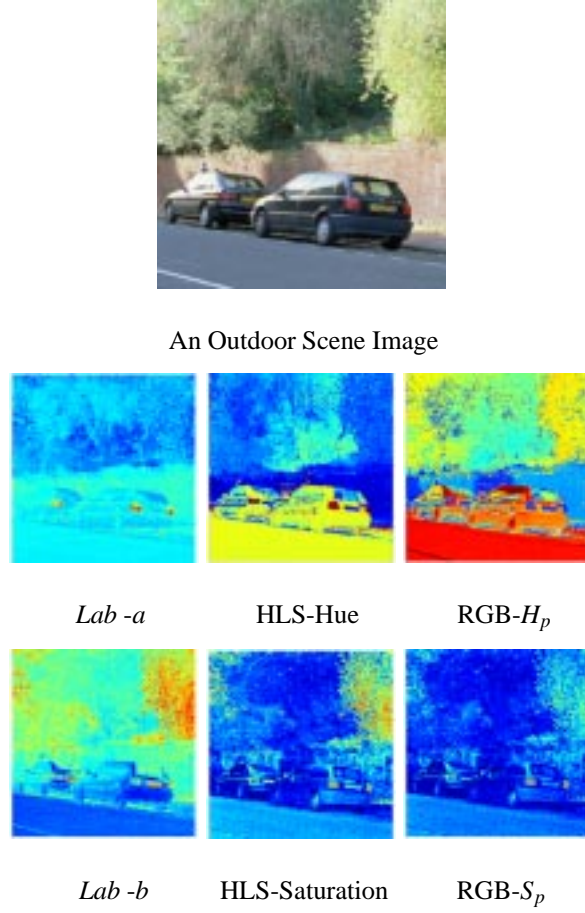 An Outdoor Scene Image
Lab -a HLS-Hue RGB-Hp
Lab -b HLS-Saturation RGB-Sp